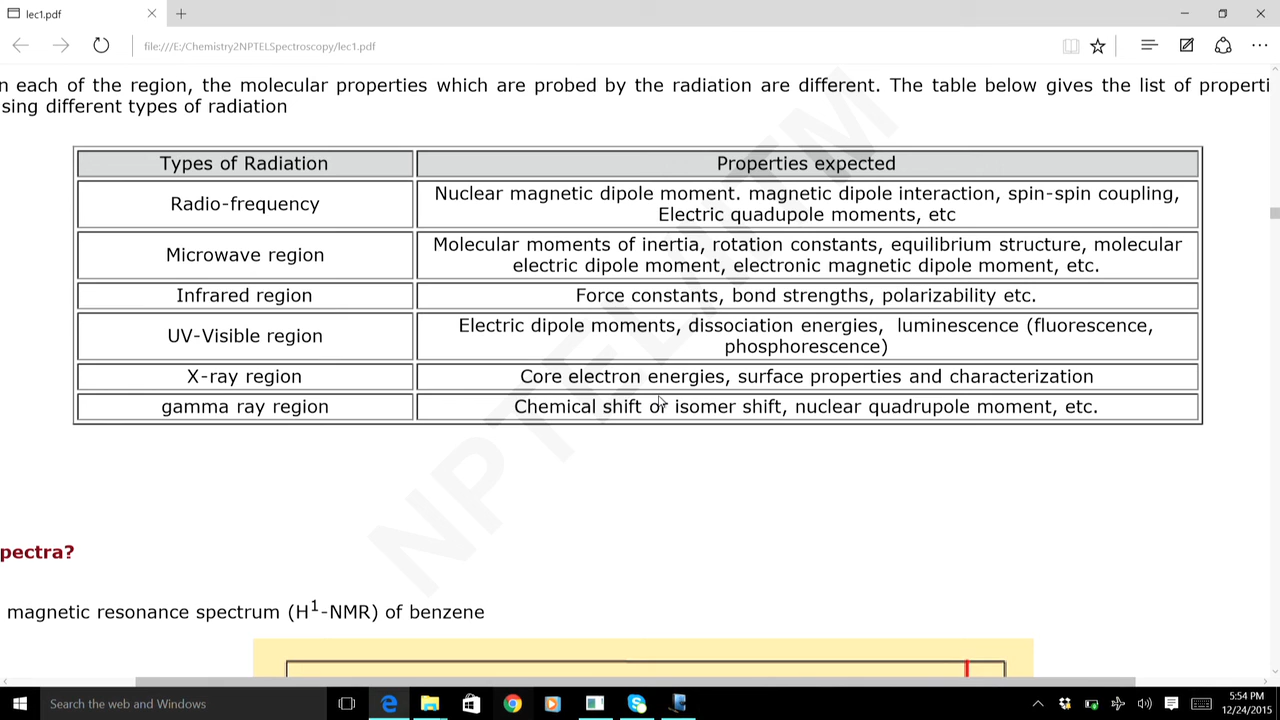 lec1.pdf
file:///E:/Chemistry2NPTELSpectroscopy/lec1.pdf
n each of the region, the molecular properties which are probed by the radiation are different. The table below gives the list of properti
sing different types of radiation
Types of Radiation Properties expected
Radio-frequency Nuclear magnetic dipole moment. magnetic dipole interaction, spin-spin coupling,
Electric quadupole moments, etc
Microwave region Molecular moments of inertia, rotation constants, equilibrium structure, molecular
electric dipole moment, electronic magnetic dipole moment, etc.
Infrared region Force constants, bond strengths, polarizability etc.
UV-Visible region Electric dipole moments, dissociation energies, luminescence (fluorescence,
phosphorescence)
X-ray region Core electron energies, surface properties and characterization
gamma ray region Chemical shift or isomer shift, nuclear quadrupole moment, etc.
pectra?
magnetic resonance spectrum (H1-NMR) of benzene
Search the web and Windows
5:54 PM
12/24/2015